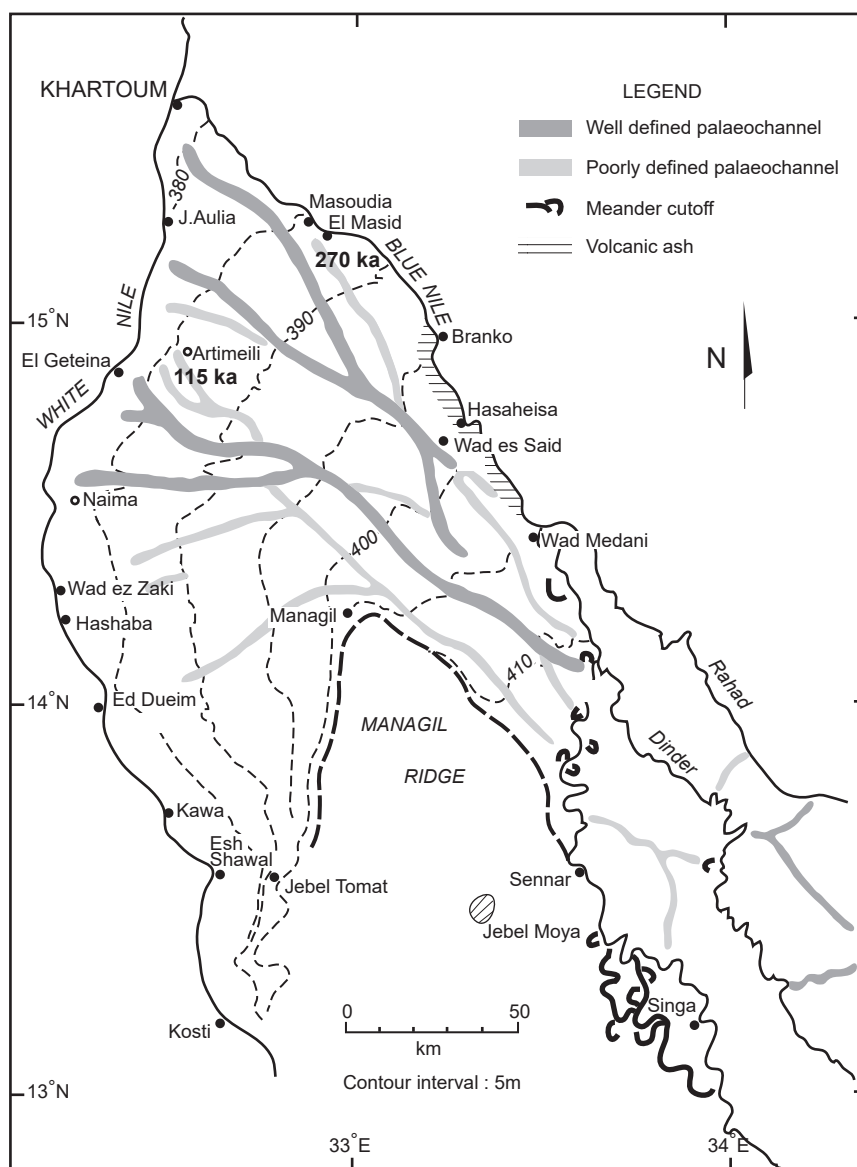 KHARTOUM
LEGEND
Well defined palaeochannel
Poorly defined palaeochannel
Meander cutoff
Volcanic ash
380
J.Aulia
Masoudia
El Masid
270 ka
BLUE NILE
NILE
WHITE
15°N
390
Branko
N
El Geteina
Artimeili
115 ka
Hasaheisa
Wad es Said
Naima
400
Wad Medani
Wad ez Zaki
Hashaba
Managil
410
Rahad
14°N
Ed Dueim
MANAGIL
RIDGE
Dinder
Kawa
Esh
Shawal
Jebel Tomat
Sennar
Jebel Moya
Singa
0 50
km
Kosti
Contour interval : 5m
13°N
33°E
34°E